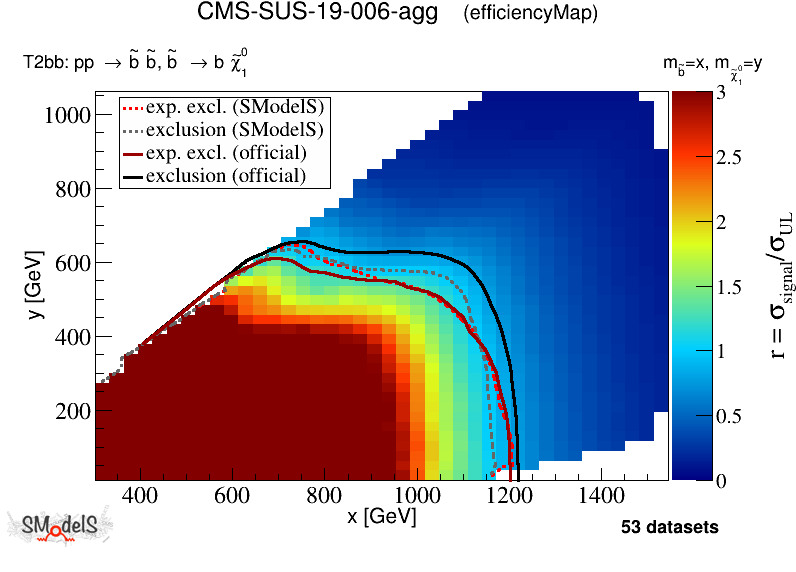 CMS-SUS-19-006-agg (efficiencyMap)
T2bb: pp → b̃ b̃, b̃ → b χ̃₁⁰
m_b̃=x, m_χ̃₁⁰=y
exp. excl. (SModelS)
exclusion (SModelS)
exp. excl. (official)
exclusion (official)
1000
800
600
400
200
y [GeV]
400 600 800 1000 1200 1400
x [GeV]
3
2.5
2
1.5
1
0.5
0
r = σ_signal/σ_UL
SModelS
53 datasets